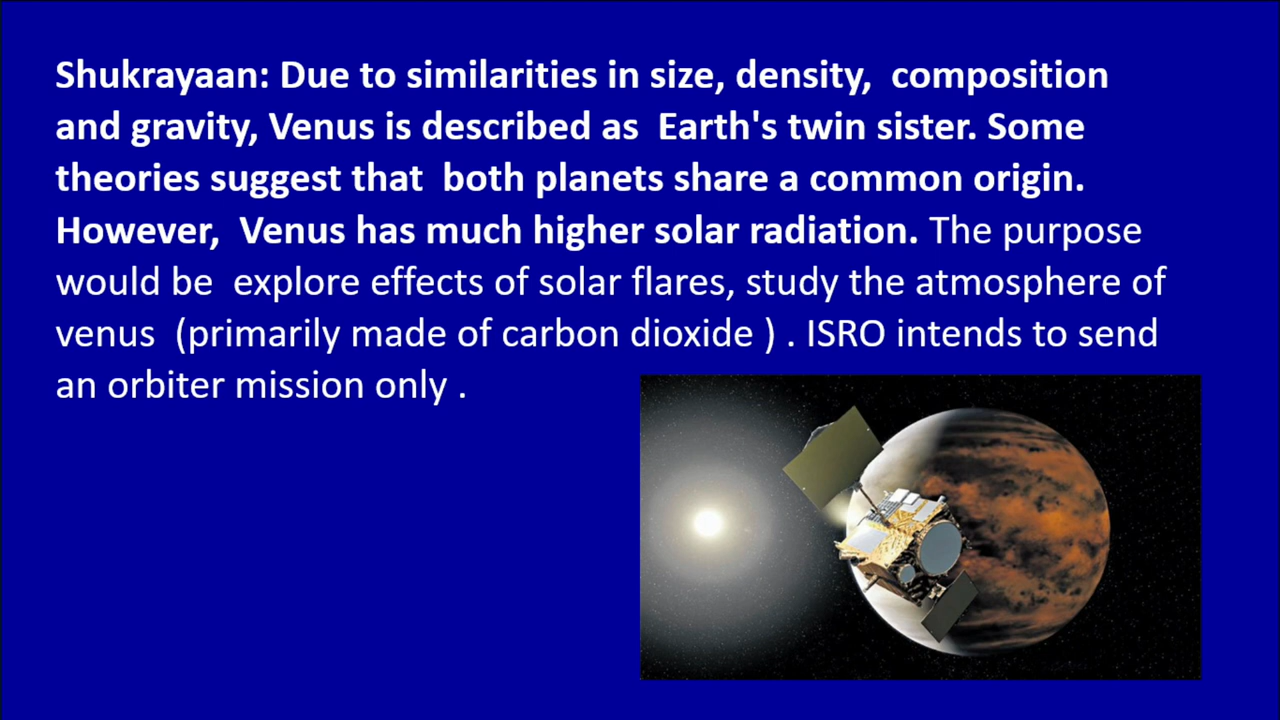 Shukrayaan: Due to similarities in size, density,  composition
and gravity, Venus is described as  Earth's twin sister. Some
theories suggest that  both planets share a common origin.
However,  Venus has much higher solar radiation. The purpose
would be  explore effects of solar flares, study the atmosphere of
venus  (primarily made of carbon dioxide ) . ISRO intends to send
an orbiter mission only .